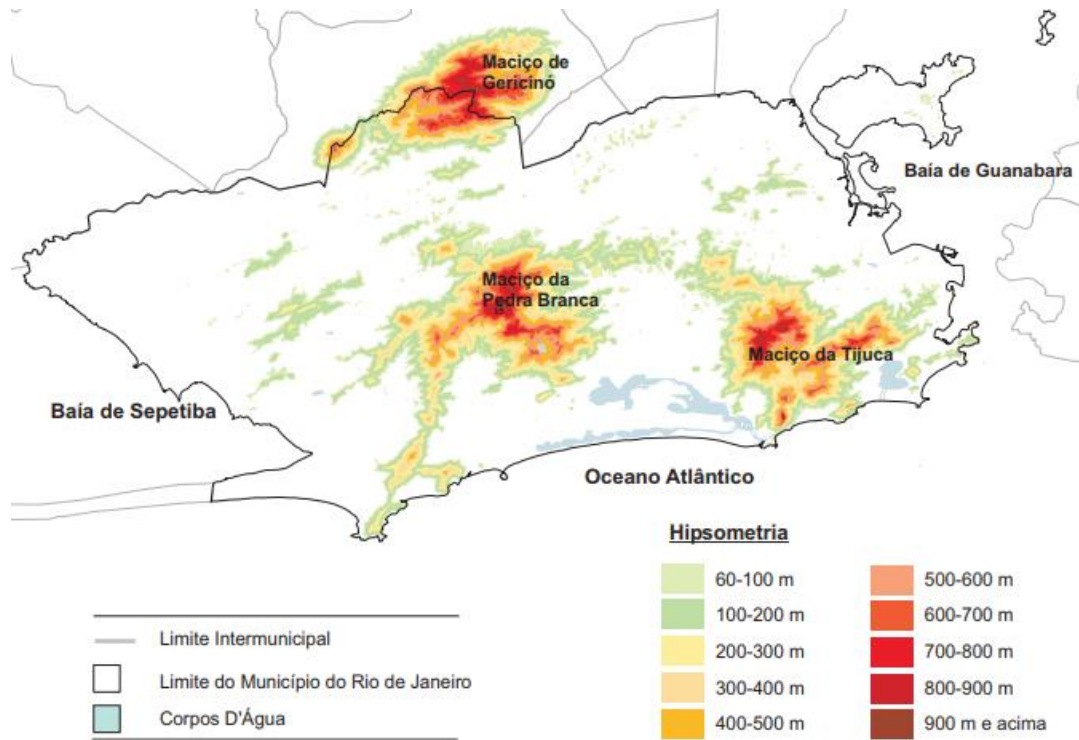 Maciço de
Gericinó
Baía de Guanabara
Maciço da
Pedra Branca
Maciço da Tijuca
Baía de Sepetiba
Oceano Atlântico
Hipsometria
60-100 m
100-200 m
200-300 m
300-400 m
400-500 m
500-600 m
600-700 m
700-800 m
800-900 m
900 m e acima
Limite Intermunicipal
Limite do Município do Rio de Janeiro
Corpos D'Água